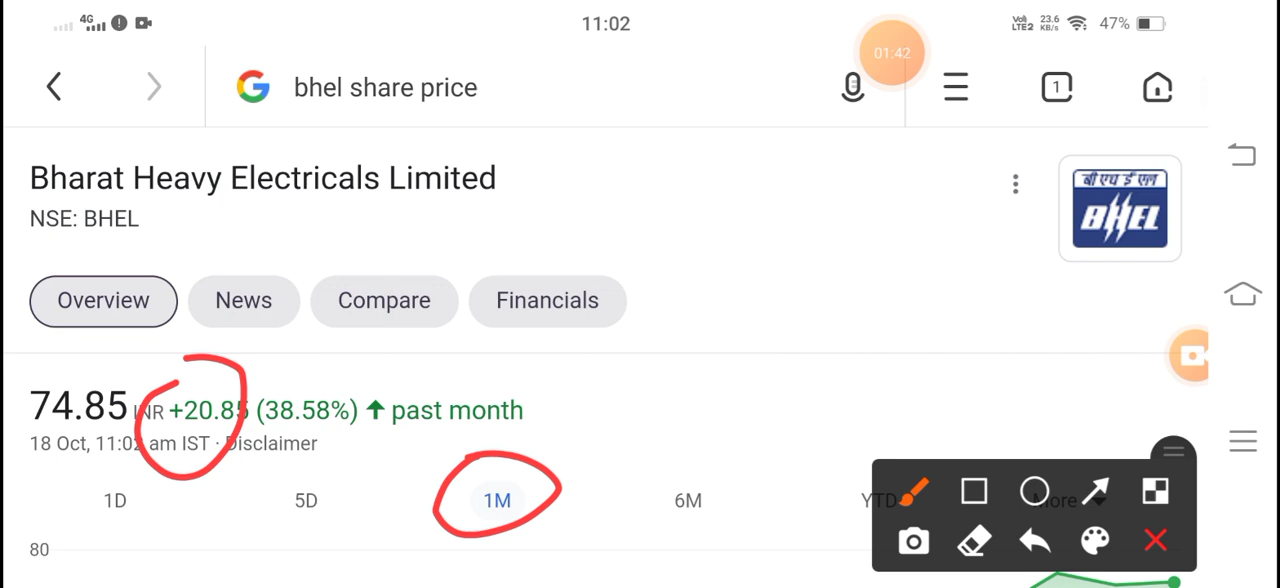 4G 11:02 Vol) LTE2 23.6 KB/s 47%
01:42
bhel share price 1
Bharat Heavy Electricals Limited
NSE: BHEL
बी एच ई एल
BHEL
Overview News Compare Financials
74.85 INR +20.85 (38.58%) past month
18 Oct, 11:02 am IST · Disclaimer
1D 5D 1M 6M YTD More
80